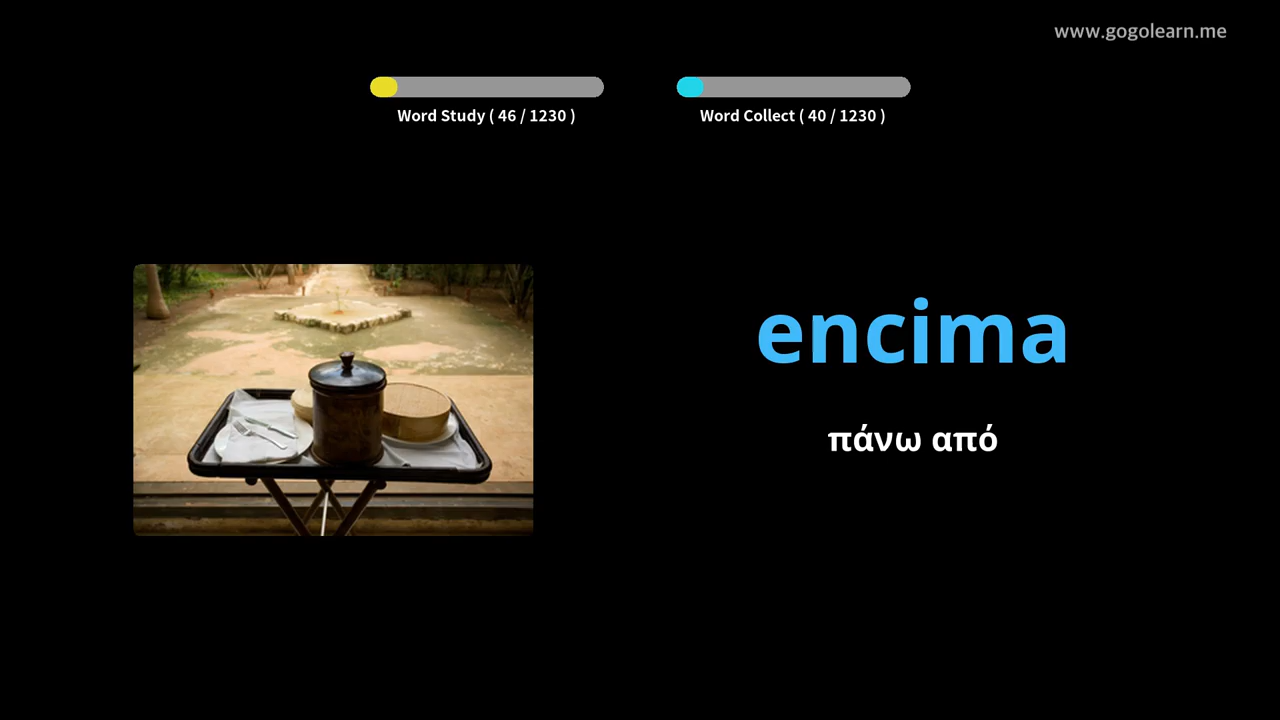 www.gogolearn.me
Word Study ( 46 / 1230 )
Word Collect ( 40 / 1230 )
encima
πάνω από